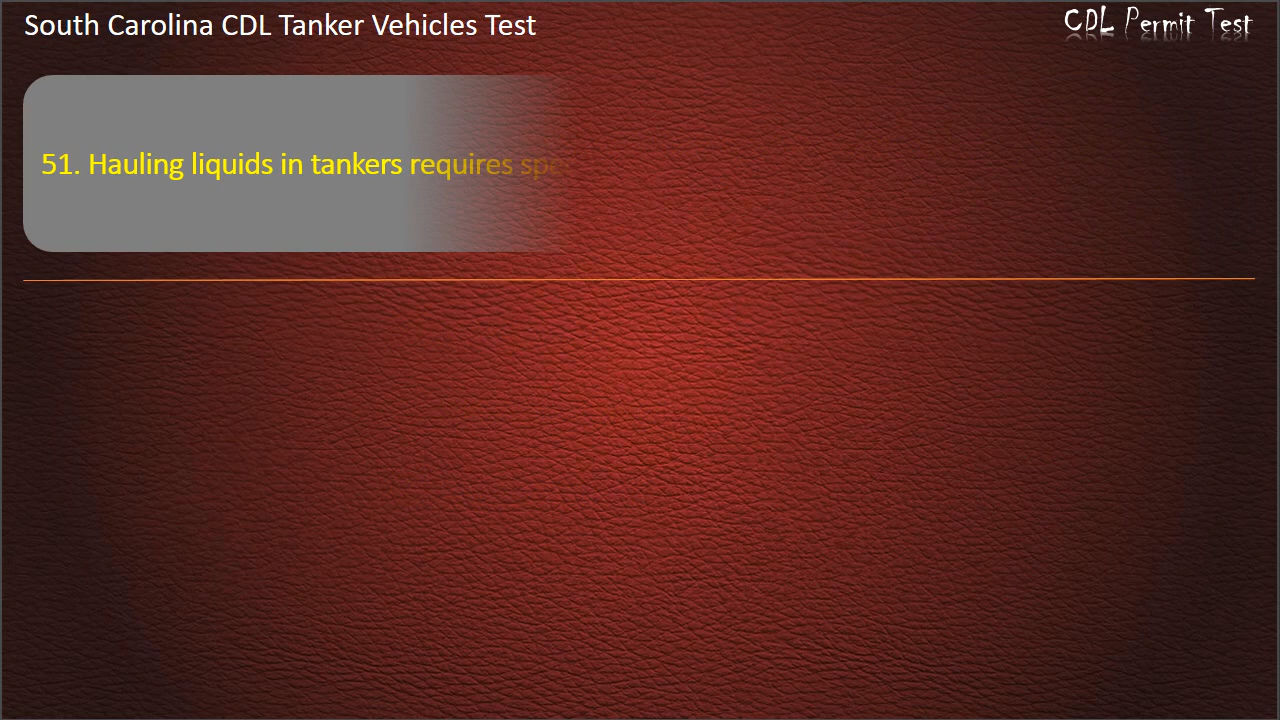 South Carolina CDL Tanker Vehicles Test
CDL Permit Test
51. Hauling liquids in tankers requires